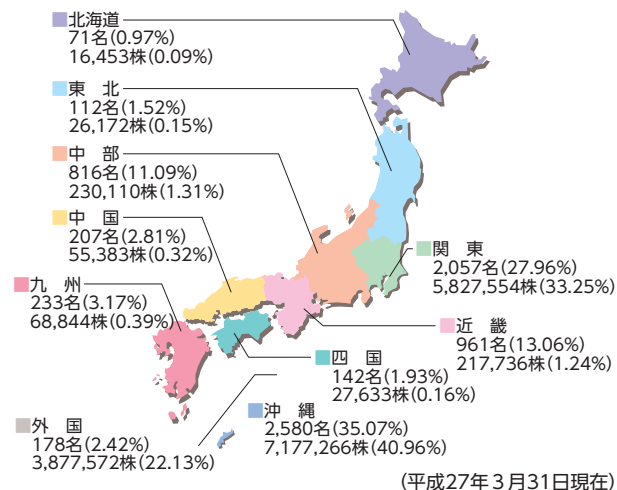 北海道
71名(0.97%)
16,453株(0.09%)
東　北
112名(1.52%)
26,172株(0.15%)
中　部
816名(11.09%)
230,110株(1.31%)
中　国
207名(2.81%)
55,383株(0.32%)
九　州
233名(3.17%)
68,844株(0.39%)
関　東
2,057名(27.96%)
5,827,554株(33.25%)
近　畿
961名(13.06%)
217,736株(1.24%)
四　国
142名(1.93%)
27,633株(0.16%)
沖　縄
2,580名(35.07%)
7,177,266株(40.96%)
外　国
178名(2.42%)
3,877,572株(22.13%)
(平成27年３月31日現在)